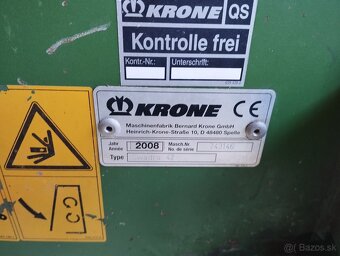 KRONE QS
Kontrolle frei
Kontr.-Nr.: Unterschrift:
KRONE CE
Maschinenfabrik Bernard Krone GmbH
Heinrich-Krone-Straße 10, D 48480 Spelle
Jahr Année 2008 Masch.Nr. No. de série
Type
bazos.sk